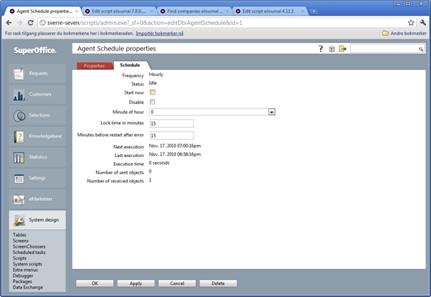 Agent Schedule properties...
Edit script eJournal 7.0.0...
Find companies eJournal ...
Edit script eJournal 4.11.1
sverre-seven/scripts/admin.exe?_sf=0&action=editDbiAgentSchedule&id=1
For rask tilgang plasserer du bokmerkene her i bokmerkelinjen. Importér bokmerker nå
Andre bokmerker
SuperOffice.
Agent Schedule properties
Properties
Schedule
Requests
Customers
Selections
Knowledgebase
Statistics
Settings
eMarketeer
System design
Tables
Screens
ScreenChoosers
Scheduled tasks
Scripts
System scripts
Extra menus
Debugger
Packages
Data Exchange
Frequency Hourly
Status Idle
Start now
Disable
Minute of hour 0
Lock time in minutes 15
Minutes before restart after error 15
Next execution Nov. 17, 2010 07:00:16pm
Last execution Nov. 17, 2010 06:58:16pm
Execution time 0 seconds
Number of sent objects 0
Number of received objects 1
OK
Apply
Cancel
Delete